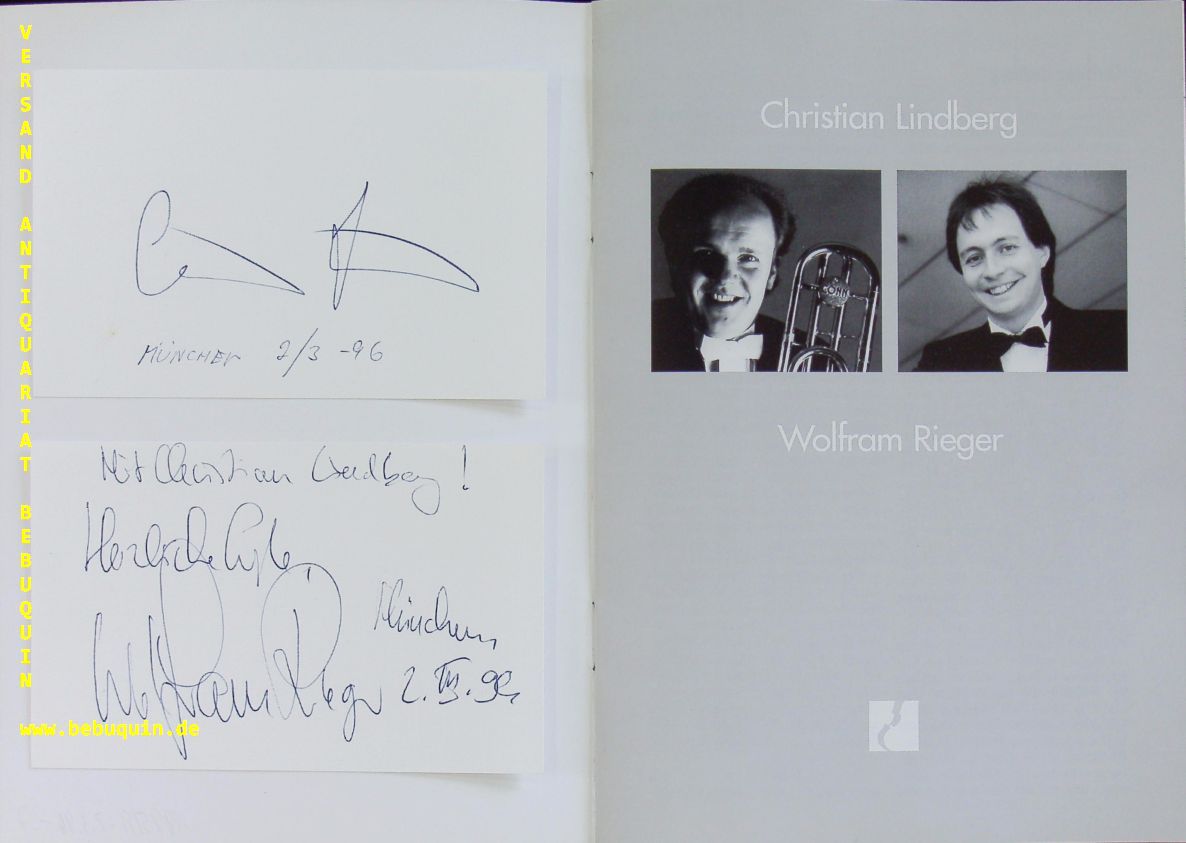 VERSAND ANTIQUARIAT BEBUQUIN
MÜNCHEN 2/3 -96
Mit Christian Lindberg!
Herzliche Grüße,
Wolfram Rieger
München
2. III. 96
www.bebuquin.de
Christian Lindberg
CONN
Wolfram Rieger